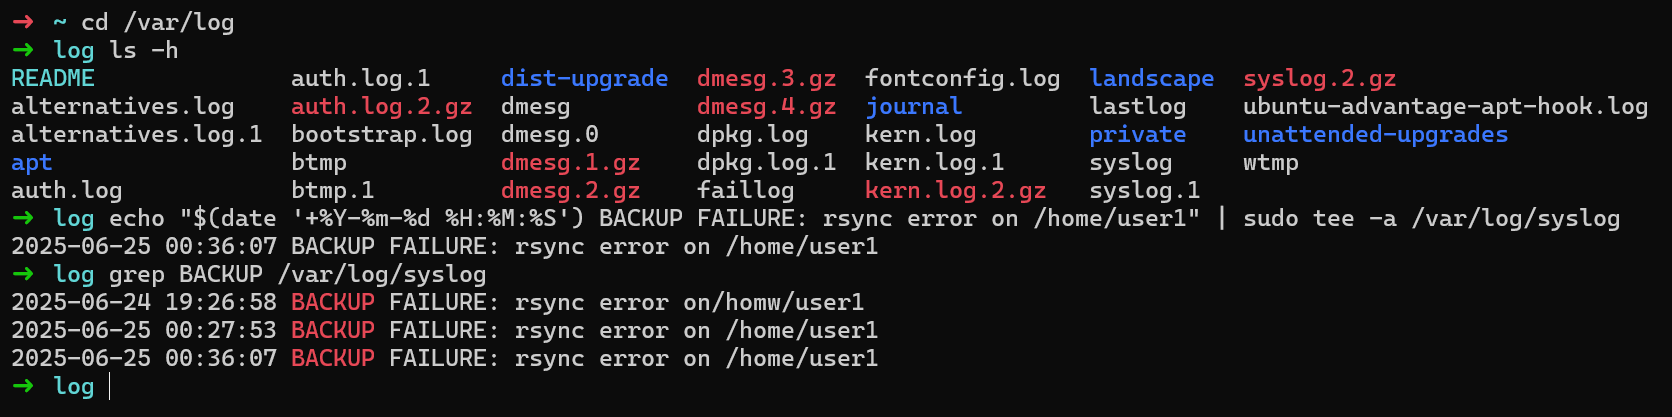 ➜ ~ cd /var/log
➜ log ls -h
README              auth.log.1      dist-upgrade  dmesg.3.gz  fontconfig.log  landscape  syslog.2.gz
alternatives.log    auth.log.2.gz  dmesg         dmesg.4.gz  journal         lastlog    ubuntu-advantage-apt-hook.log
alternatives.log.1  bootstrap.log  dmesg.0       dpkg.log    kern.log        private    unattended-upgrades
apt                 btmp           dmesg.1.gz    dpkg.log.1  kern.log.1      syslog     wtmp
auth.log            btmp.1         dmesg.2.gz    faillog     kern.log.2.gz   syslog.1
➜ log echo "$(date '+%Y-%m-%d %H:%M:%S') BACKUP FAILURE: rsync error on /home/user1" | sudo tee -a /var/log/syslog
2025-06-25 00:36:07 BACKUP FAILURE: rsync error on /home/user1
➜ log grep BACKUP /var/log/syslog
2025-06-24 19:26:58 BACKUP FAILURE: rsync error on/homw/user1
2025-06-25 00:27:53 BACKUP FAILURE: rsync error on /home/user1
2025-06-25 00:36:07 BACKUP FAILURE: rsync error on /home/user1
➜ log